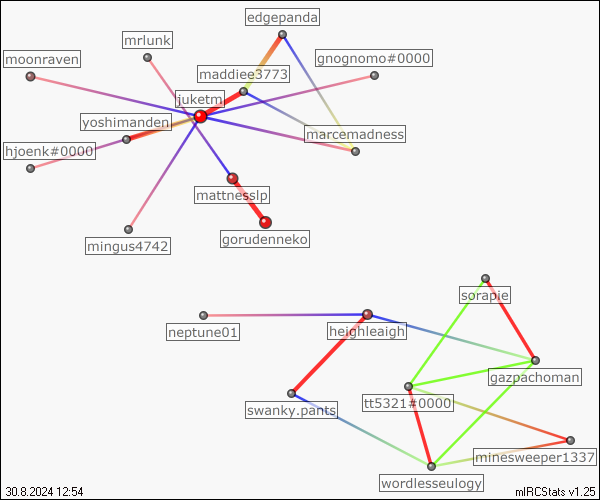 edgepanda
mrlunk
moonraven
gnognomo#0000
maddiee3773
juketm
yoshimanden
marcemadness
hjoenk#0000
mattnesslp
gorudenneko
mingus4742
sorapie
neptune01
heighleaigh
gazpachoman
swanky.pants
tt5321#0000
minesweeper1337
wordlesseulogy
30.8.2024 12:54
mIRCStats v1.25